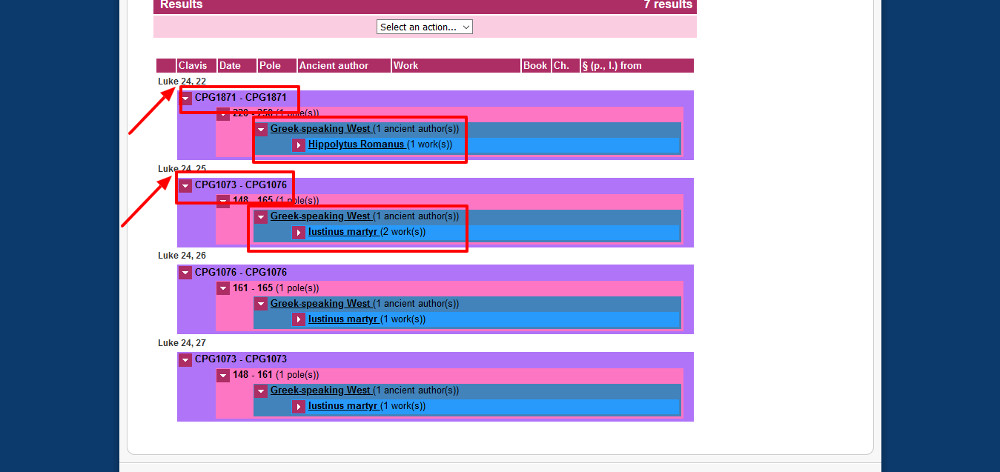 Results 7 results
Select an action...
Clavis Date Pole Ancient author Work Book Ch. § (p., l.) from
Luke 24, 22
CPG1871 - CPG1871
220 - 250 (1 pole(s))
Greek-speaking West (1 ancient author(s))
Hippolytus Romanus (1 work(s))
Luke 24, 25
CPG1073 - CPG1076
148 - 165 (1 pole(s))
Greek-speaking West (1 ancient author(s))
Iustinus martyr (2 work(s))
Luke 24, 26
CPG1076 - CPG1076
161 - 165 (1 pole(s))
Greek-speaking West (1 ancient author(s))
Iustinus martyr (1 work(s))
Luke 24, 27
CPG1073 - CPG1073
148 - 161 (1 pole(s))
Greek-speaking West (1 ancient author(s))
Iustinus martyr (1 work(s))